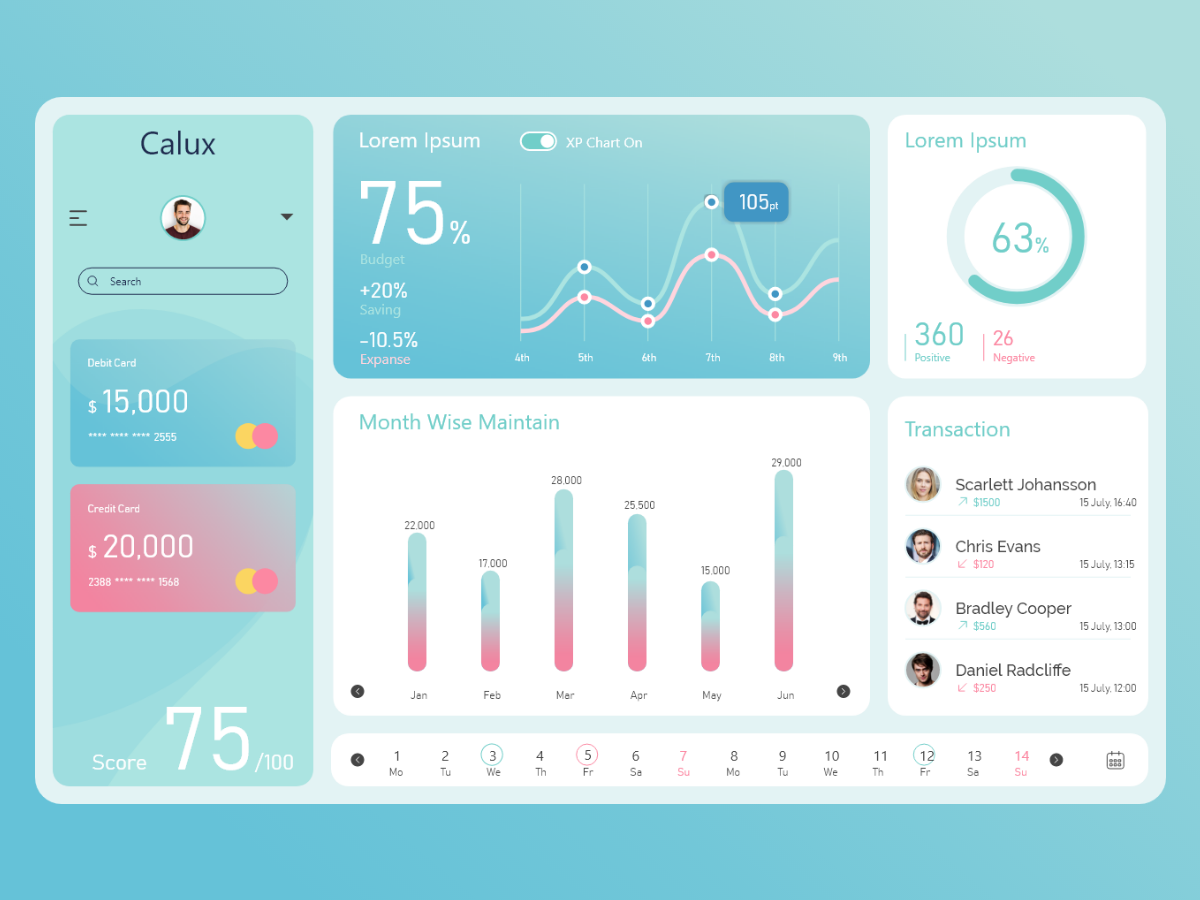 Calux
Search
Debit Card
$ 15,000
**** **** **** 2555
Credit Card
$ 20,000
2388 **** **** 1568
Score 75/100
Lorem Ipsum
XP Chart On
75%
Budget
+20%
Saving
-10.5%
Expanse
105pt
4th 5th 6th 7th 8th 9th
Lorem Ipsum
63%
360 26
Positive Negative
Month Wise Maintain
22,000 17,000 28,000 25,500 15,000 29,000
Jan Feb Mar Apr May Jun
Transaction
Scarlett Johansson
$1500 15 July, 16:40
Chris Evans
$120 15 July, 13:15
Bradley Cooper
$560 15 July, 13:00
Daniel Radcliffe
$250 15 July, 12:00
1 2 3 4 5 6 7 8 9 10 11 12 13 14
Mo Tu We Th Fr Sa Su Mo Tu We Th Fr Sa Su